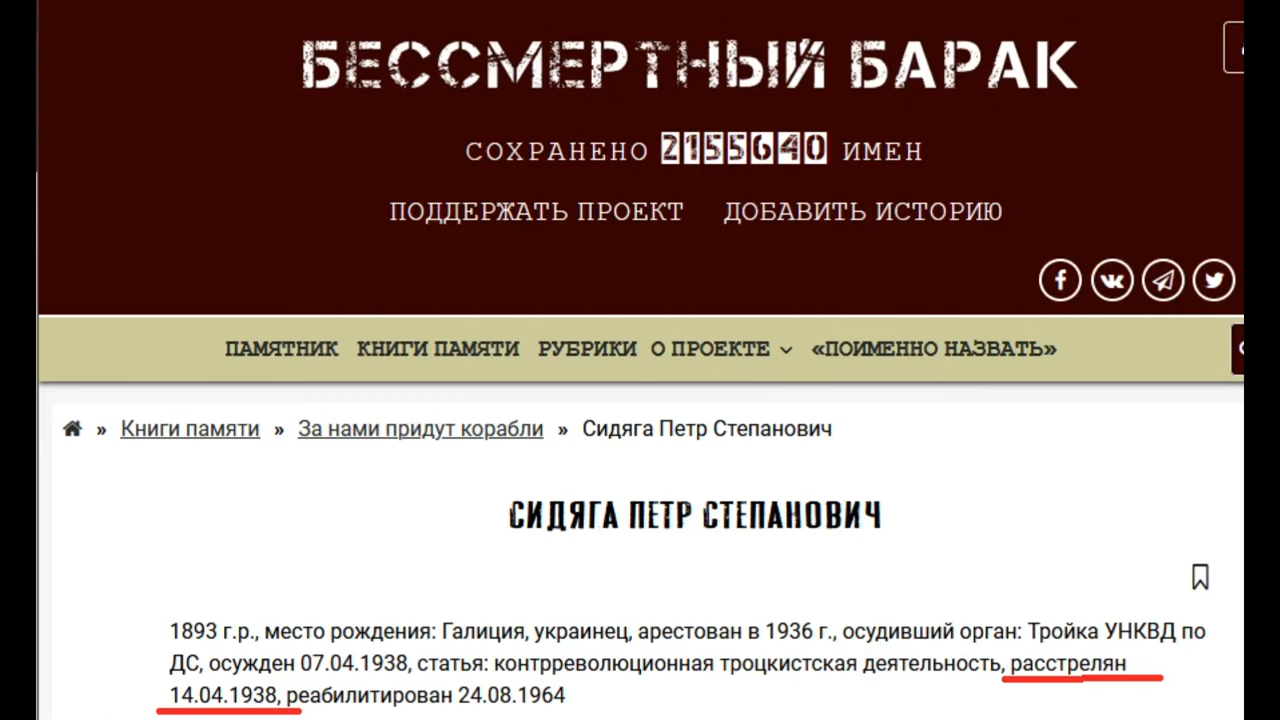 БЕССМЕРТНЫЙ БАРАК
СОХРАНЕНО 2155640 ИМЕН
ПОДДЕРЖАТЬ ПРОЕКТ ДОБАВИТЬ ИСТОРИЮ
ПАМЯТНИК КНИГИ ПАМЯТИ РУБРИКИ О ПРОЕКТЕ «ПОИМЕННО НАЗВАТЬ»
» Книги памяти » За нами придут корабли » Сидяга Петр Степанович
СИДЯГА ПЕТР СТЕПАНОВИЧ
1893 г.р., место рождения: Галиция, украинец, арестован в 1936 г., осудивший орган: Тройка УНКВД по
ДС, осужден 07.04.1938, статья: контрреволюционная троцкистская деятельность, расстрелян
14.04.1938, реабилитирован 24.08.1964